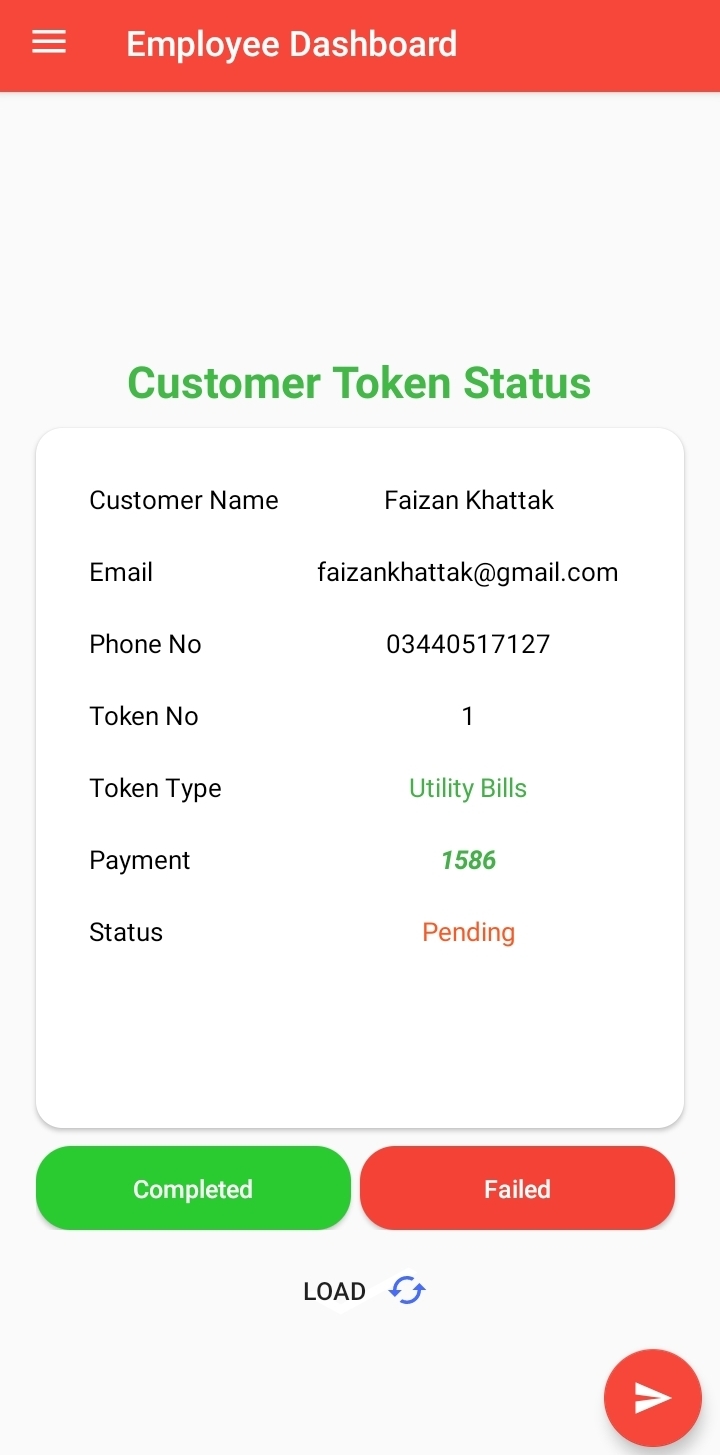 Employee Dashboard
Customer Token Status
Customer Name Faizan Khattak
Email faizankhattak@gmail.com
Phone No 03440517127
Token No 1
Token Type Utility Bills
Payment 1586
Status Pending
Completed Failed
LOAD